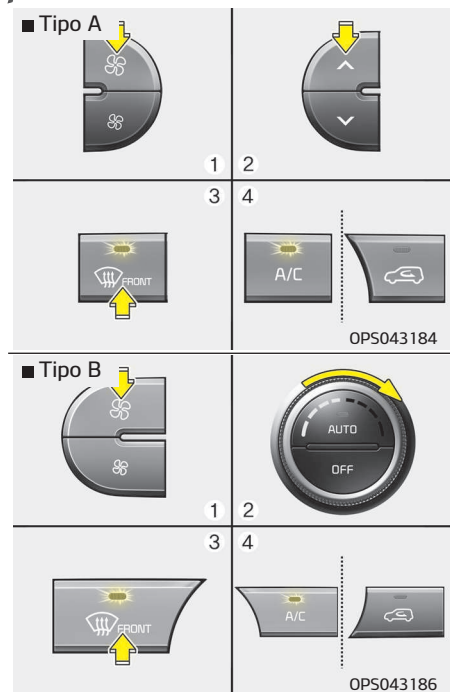 ■ Tipo A
1
2
3
FRONT
4
A/C
OPS043184
■ Tipo B
1
AUTO
OFF
2
3
FRONT
4
A/C
OPS043186